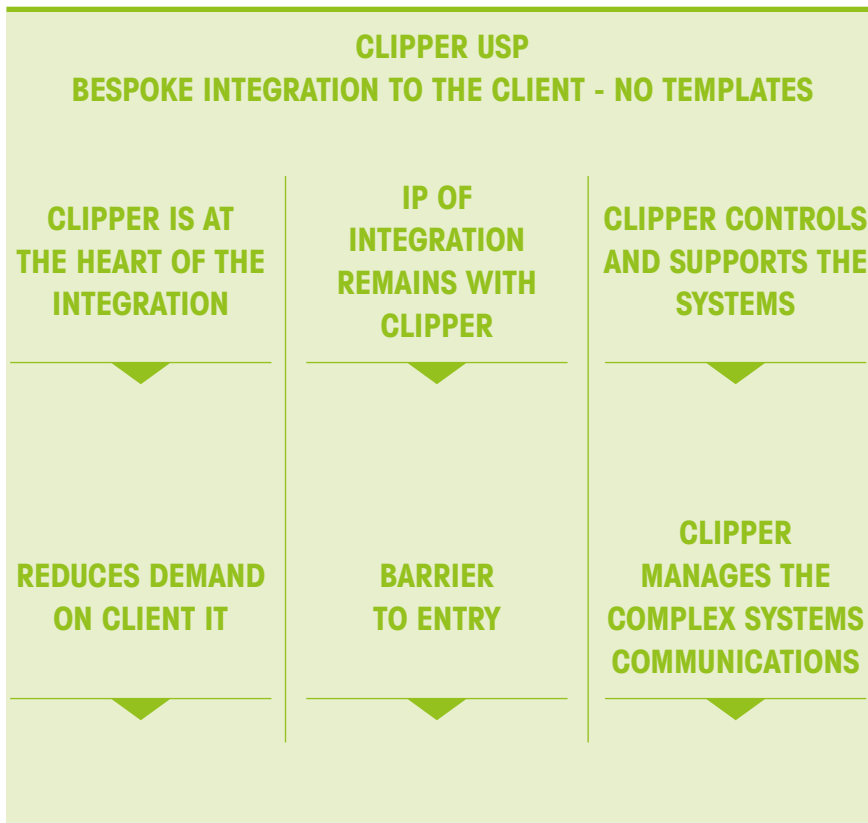 CLIPPER USP
BESPOKE INTEGRATION TO THE CLIENT - NO TEMPLATES
CLIPPER IS AT
THE HEART OF THE
INTEGRATION
IP OF
INTEGRATION
REMAINS WITH
CLIPPER
CLIPPER CONTROLS
AND SUPPORTS THE
SYSTEMS
REDUCES DEMAND
ON CLIENT IT
BARRIER
TO ENTRY
CLIPPER
MANAGES THE
COMPLEX SYSTEMS
COMMUNICATIONS